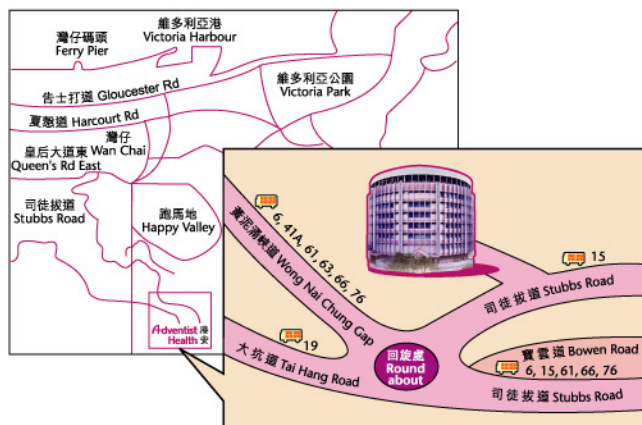 維多利亞港
Victoria Harbour
灣仔碼頭
Ferry Pier
維多利亞公園
Victoria Park
告士打道 Gloucester Rd
夏慤道 Harcourt Rd
灣仔
Wan Chai
皇后大道東
Queen's Rd East
司徒拔道
Stubbs Road
跑馬地
Happy Valley
Adventist 港
Health 安
6, 41A, 61, 63, 66, 76
黃泥涌峽道 Wong Nai Chung Gap
15
司徒拔道 Stubbs Road
19
大坑道 Tai Hang Road
回旋處
Round
about
寶雲道 Bowen Road
6, 15, 61, 66, 76
司徒拔道 Stubbs Road